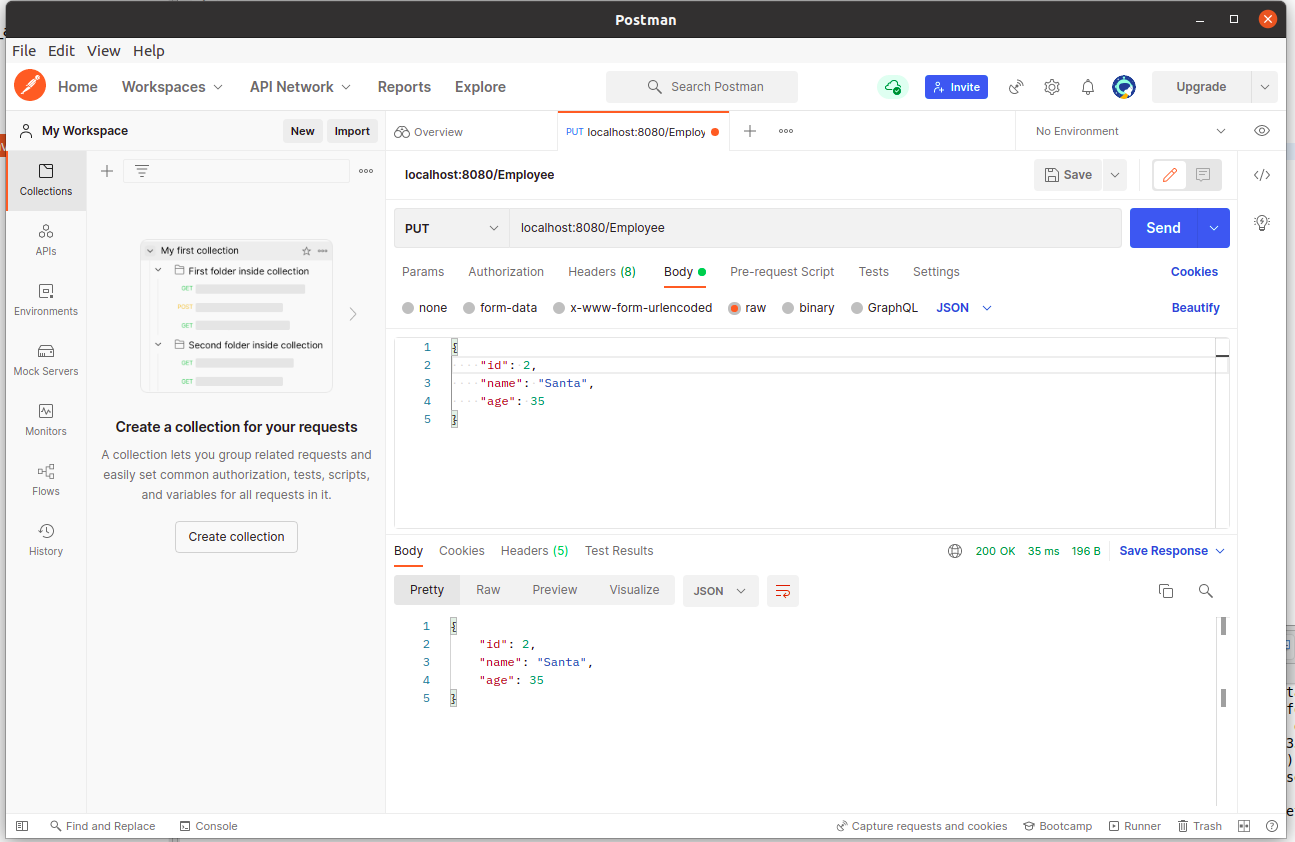 Postman
File Edit View Help
Home Workspaces API Network Reports Explore Search Postman Invite Upgrade
My Workspace New Import Overview PUT localhost:8080/Employ No Environment
Collections
APIs
Environments
Mock Servers
Monitors
Flows
History
My first collection
First folder inside collection
GET
POST
GET
Second folder inside collection
GET
GET
Create a collection for your requests
A collection lets you group related requests and
easily set common authorization, tests, scripts,
and variables for all requests in it.
Create collection
localhost:8080/Employee Save
PUT localhost:8080/Employee Send
Params Authorization Headers (8) Body Pre-request Script Tests Settings Cookies
none form-data x-www-form-urlencoded raw binary GraphQL JSON Beautify
1 {
2 "id": 2,
3 "name": "Santa",
4 "age": 35
5 }
Body Cookies Headers (5) Test Results 200 OK 35 ms 196 B Save Response
Pretty Raw Preview Visualize JSON
1 {
2 "id": 2,
3 "name": "Santa",
4 "age": 35
5 }
Find and Replace Console Capture requests and cookies Bootcamp Runner Trash